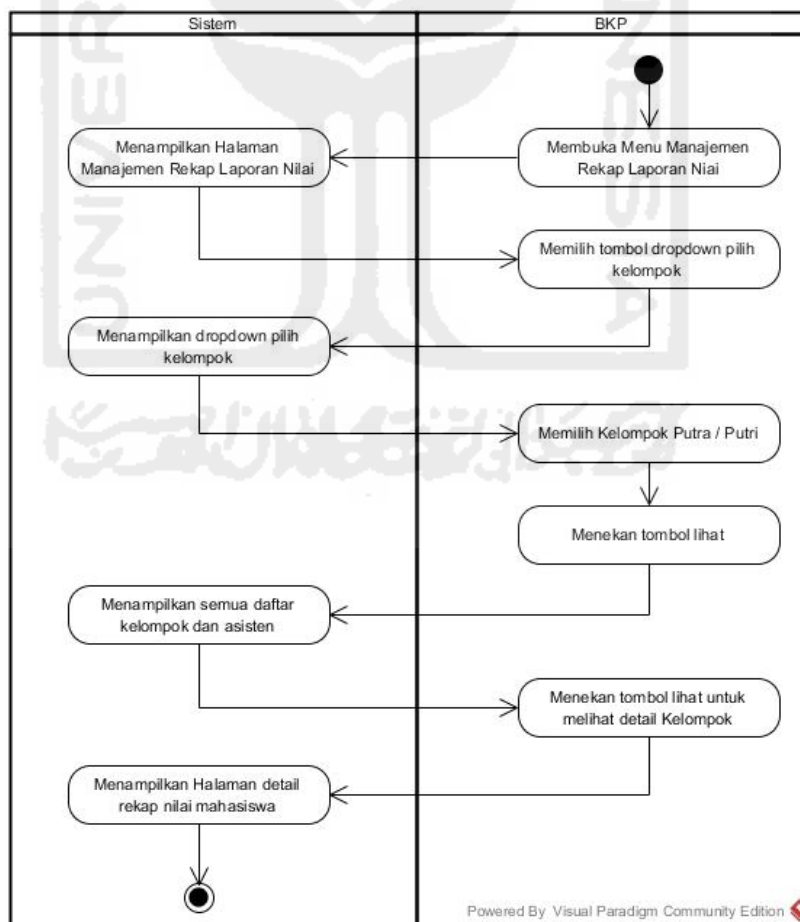 Sistem
BKP
Membuka Menu Manajemen
Rekap Laporan Niai
Menampilkan Halaman
Manajemen Rekap Laporan Nilai
Memilih tombol dropdown pilih
kelompok
Menampilkan dropdown pilih
kelompok
Memilih Kelompok Putra / Putri
Menekan tombol lihat
Menampilkan semua daftar
kelompok dan asisten
Menekan tombol lihat untuk
melihat detail Kelompok
Menampilkan Halaman detail
rekap nilai mahasiswa
Powered By Visual Paradigm Community Edition